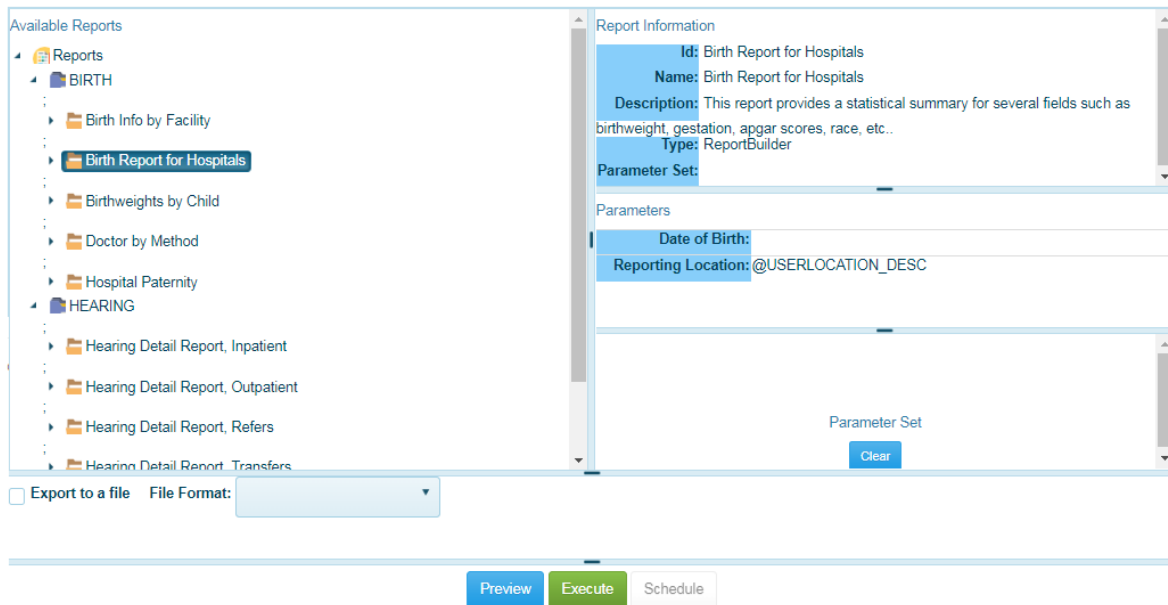 Available Reports
Reports
BIRTH
;
Birth Info by Facility
;
Birth Report for Hospitals
;
Birthweights by Child
;
Doctor by Method
;
Hospital Paternity
HEARING
;
Hearing Detail Report, Inpatient
;
Hearing Detail Report, Outpatient
;
Hearing Detail Report, Refers
;
Hearing Detail Report, Transfers
Report Information
Id: Birth Report for Hospitals
Name: Birth Report for Hospitals
Description: This report provides a statistical summary for several fields such as
birthweight, gestation, apgar scores, race, etc..
Type: ReportBuilder
Parameter Set:
Parameters
Date of Birth:
Reporting Location: @USERLOCATION_DESC
Parameter Set
Clear
Export to a file File Format:
Preview Execute Schedule